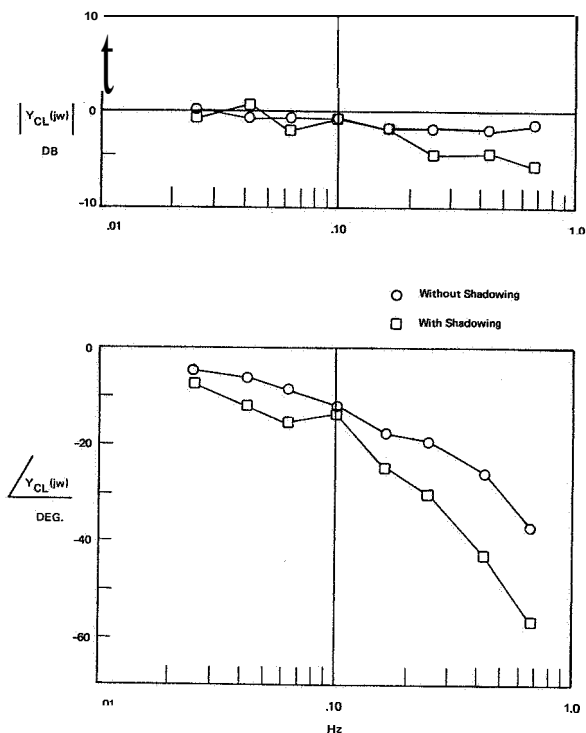 10
t
0
|Y_CL(jw)|
DB
-10
.01
.10
1.0
Without Shadowing
With Shadowing
0
-20
Y_CL(jw)
DEG.
-40
-60
.01
.10
1.0
Hz